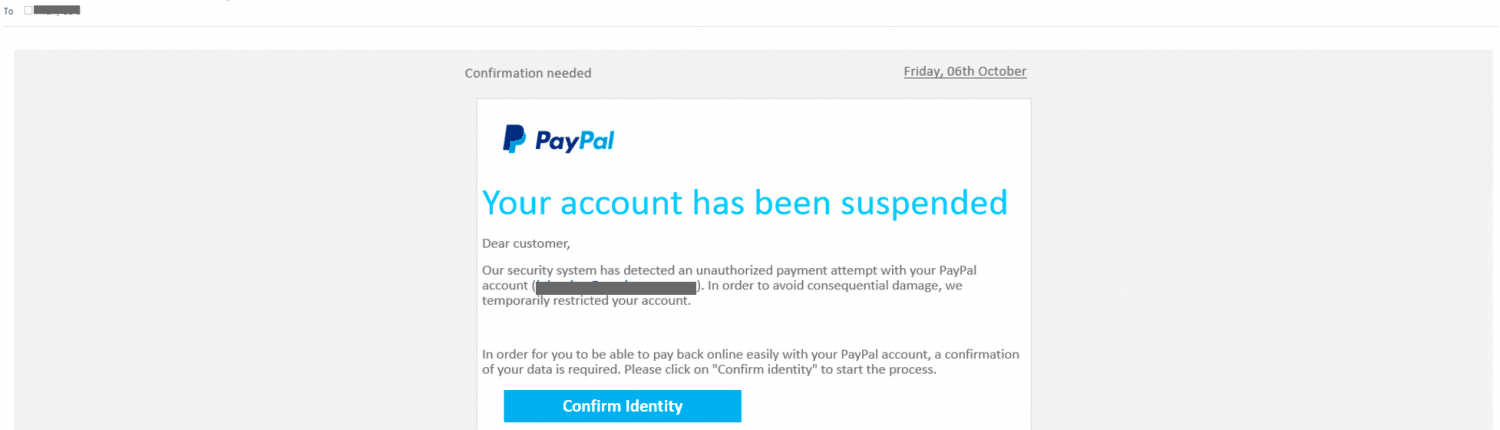 To
Confirmation needed
Friday, 06th October
PayPal
Your account has been suspended
Dear customer,
Our security system has detected an unauthorized payment attempt with your PayPal
account ( ). In order to avoid consequential damage, we
temporarily restricted your account.
In order for you to be able to pay back online easily with your PayPal account, a confirmation
of your data is required. Please click on "Confirm identity" to start the process.
Confirm Identity